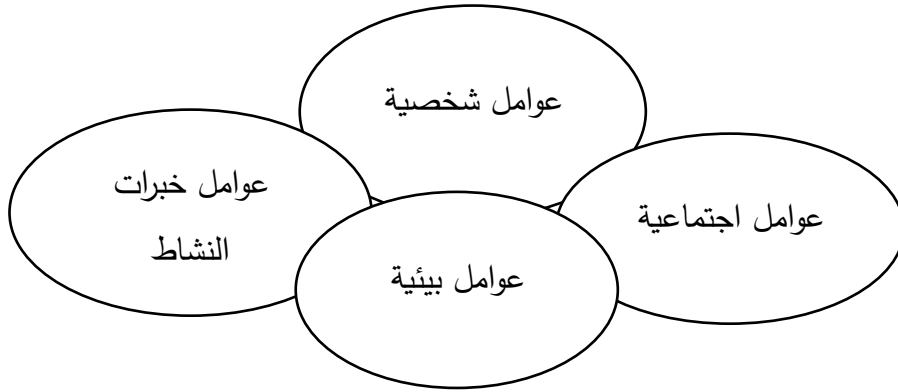 عوامل شخصية
عوامل خبرات
النشاط
عوامل اجتماعية
عوامل بيئية